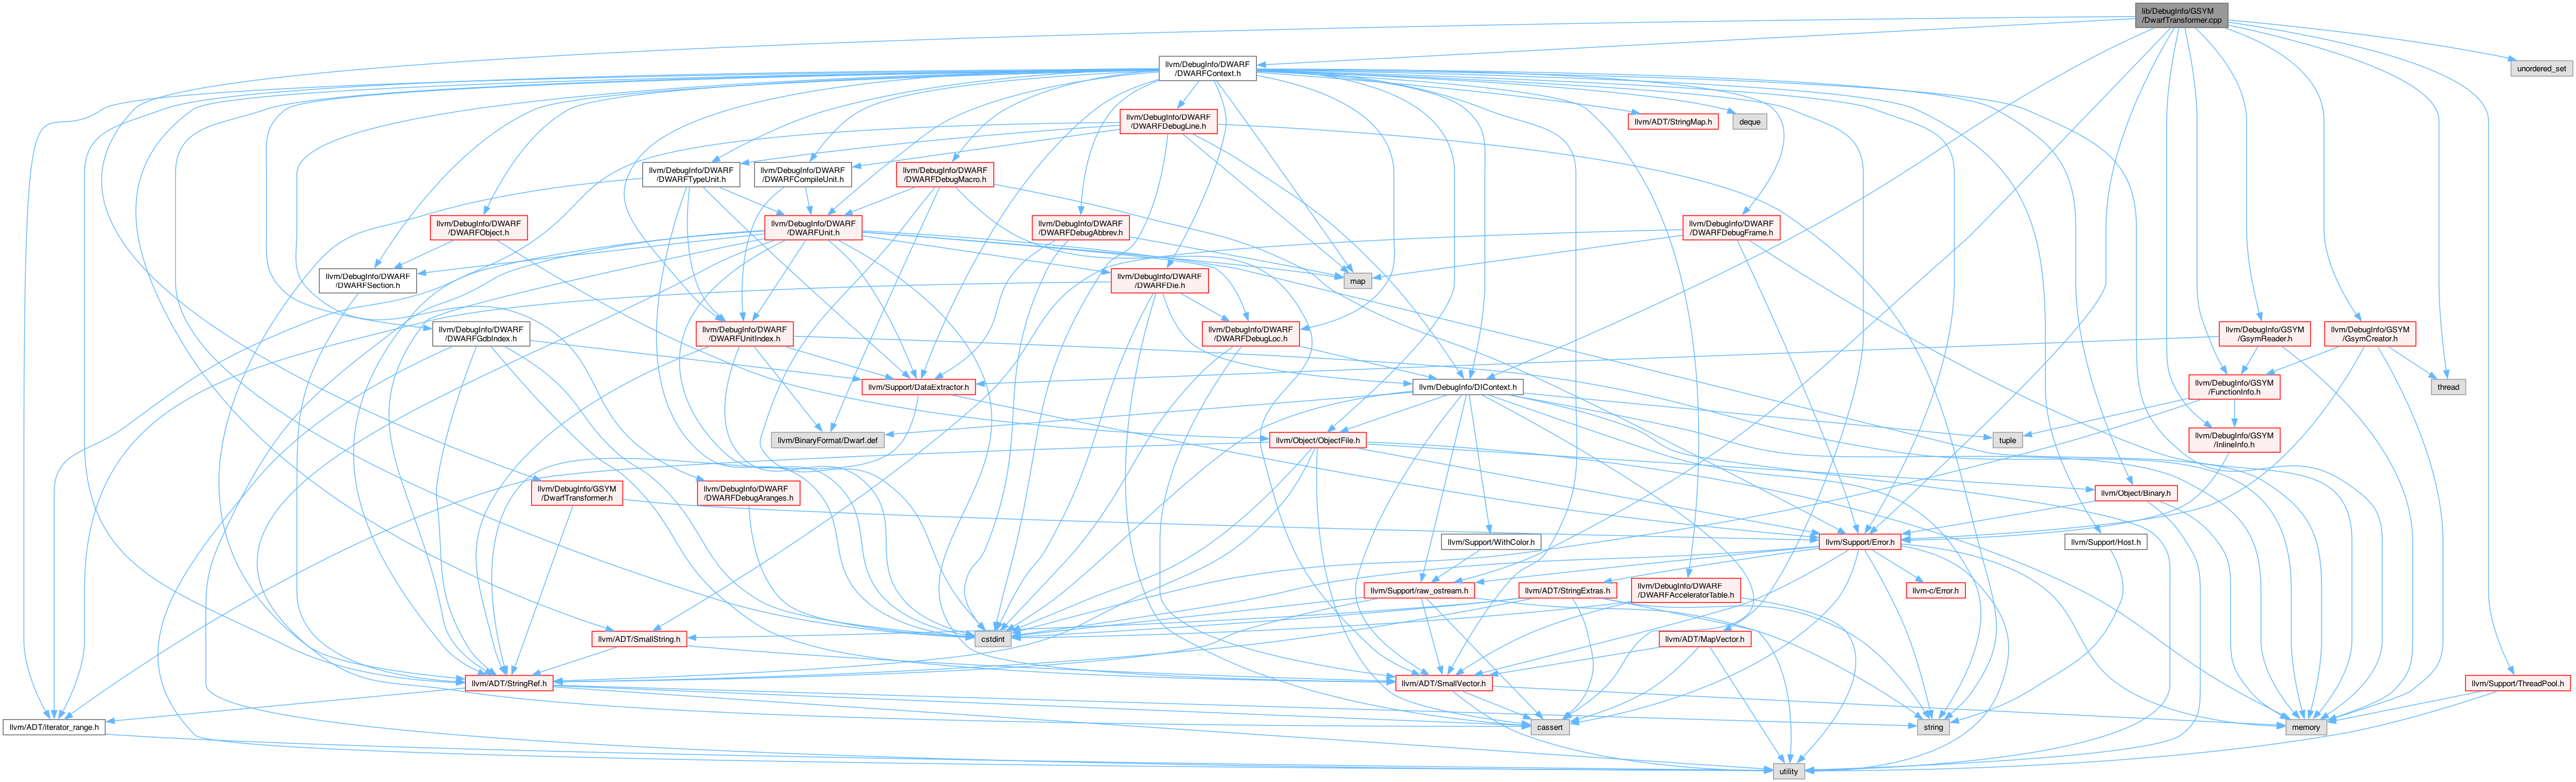 lib/DebugInfo/GSYM
/DwarfTransformer.cpp
llvm/DebugInfo/DWARF
/DWARFContext.h
unordered_set
llvm/DebugInfo/DWARF
/DWARFDebugLine.h
llvm/ADT/StringMap.h
deque
llvm/DebugInfo/DWARF
/DWARFTypeUnit.h
llvm/DebugInfo/DWARF
/DWARFCompileUnit.h
llvm/DebugInfo/DWARF
/DWARFDebugMacro.h
llvm/DebugInfo/DWARF
/DWARFObject.h
llvm/DebugInfo/DWARF
/DWARFUnit.h
llvm/DebugInfo/DWARF
/DWARFDebugAbbrev.h
llvm/DebugInfo/DWARF
/DWARFDebugFrame.h
llvm/DebugInfo/DWARF
/DWARFSection.h
llvm/DebugInfo/DWARF
/DWARFDie.h
map
llvm/DebugInfo/DWARF
/DWARFGdbIndex.h
llvm/DebugInfo/DWARF
/DWARFUnitIndex.h
llvm/DebugInfo/DWARF
/DWARFDebugLoc.h
llvm/DebugInfo/GSYM
/GsymReader.h
llvm/DebugInfo/GSYM
/GsymCreator.h
llvm/Support/DataExtractor.h
llvm/DebugInfo/DIContext.h
llvm/DebugInfo/GSYM
/FunctionInfo.h
thread
llvm/BinaryFormat/Dwarf.def
llvm/Object/ObjectFile.h
tuple
llvm/DebugInfo/GSYM
/InlineInfo.h
llvm/DebugInfo/GSYM
/DwarfTransformer.h
llvm/DebugInfo/DWARF
/DWARFDebugAranges.h
llvm/Object/Binary.h
llvm/Support/WithColor.h
llvm/Support/Error.h
llvm/Support/Host.h
llvm/Support/raw_ostream.h
llvm/ADT/StringExtras.h
llvm/DebugInfo/DWARF
/DWARFAcceleratorTable.h
llvm-c/Error.h
llvm/ADT/SmallString.h
cstdint
llvm/ADT/MapVector.h
llvm/ADT/StringRef.h
llvm/ADT/SmallVector.h
llvm/Support/ThreadPool.h
llvm/ADT/iterator_range.h
cassert
string
memory
utility